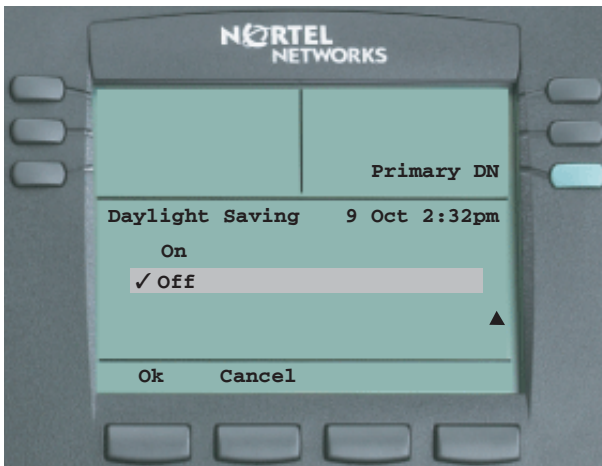 NORTEL
NETWORKS
Primary DN
Daylight Saving 9 Oct 2:32pm
On
✓ Off
▲
Ok Cancel